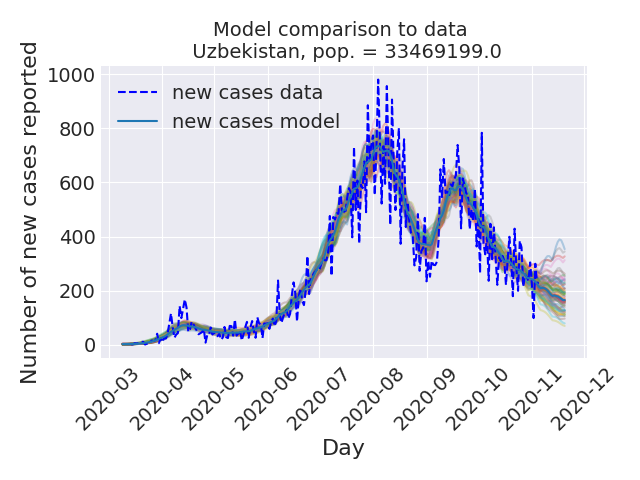 Model comparison to data
Uzbekistan, pop. = 33469199.0
Number of new cases reported
1000
800
600
400
200
0
new cases data
new cases model
2020-03
2020-04
2020-05
2020-06
2020-07
2020-08
2020-09
2020-10
2020-11
2020-12
Day